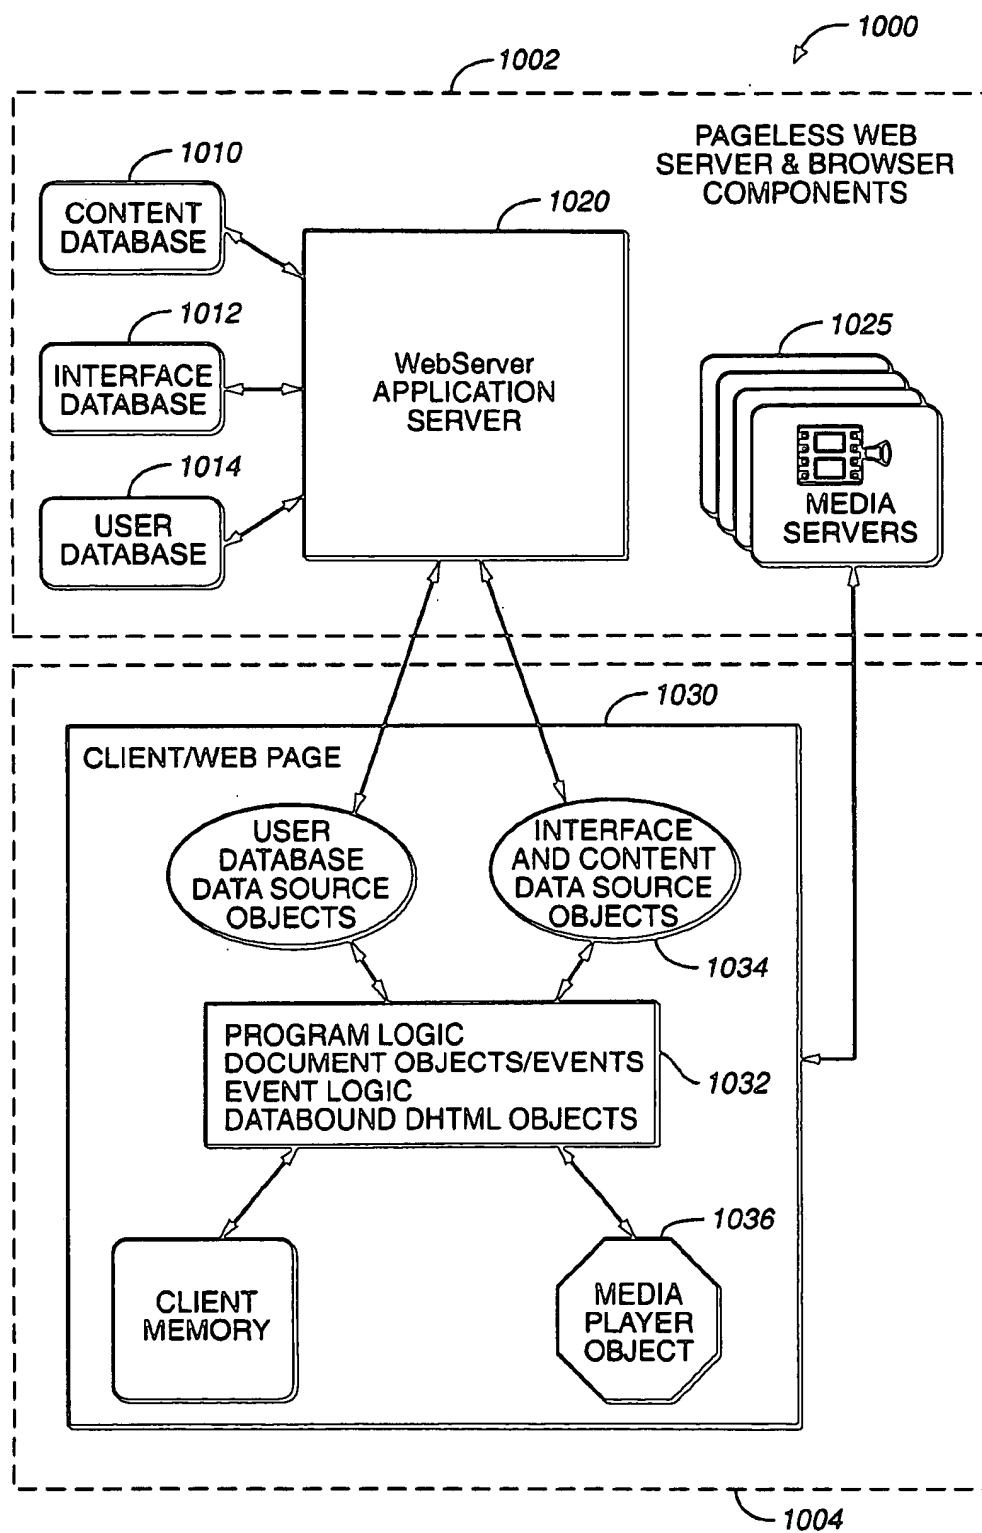 1000
1002
PAGELESS WEB
SERVER & BROWSER
COMPONENTS
1010
CONTENT
DATABASE
1020
1012
INTERFACE
DATABASE
WebServer
APPLICATION
SERVER
1025
1014
USER
DATABASE
MEDIA
SERVERS
1030
CLIENT/WEB PAGE
USER
DATABASE
DATA SOURCE
OBJECTS
INTERFACE
AND CONTENT
DATA SOURCE
OBJECTS
1034
PROGRAM LOGIC
DOCUMENT OBJECTS/EVENTS
EVENT LOGIC
DATABOUND DHTML OBJECTS
1032
1036
CLIENT
MEMORY
MEDIA
PLAYER
OBJECT
1004